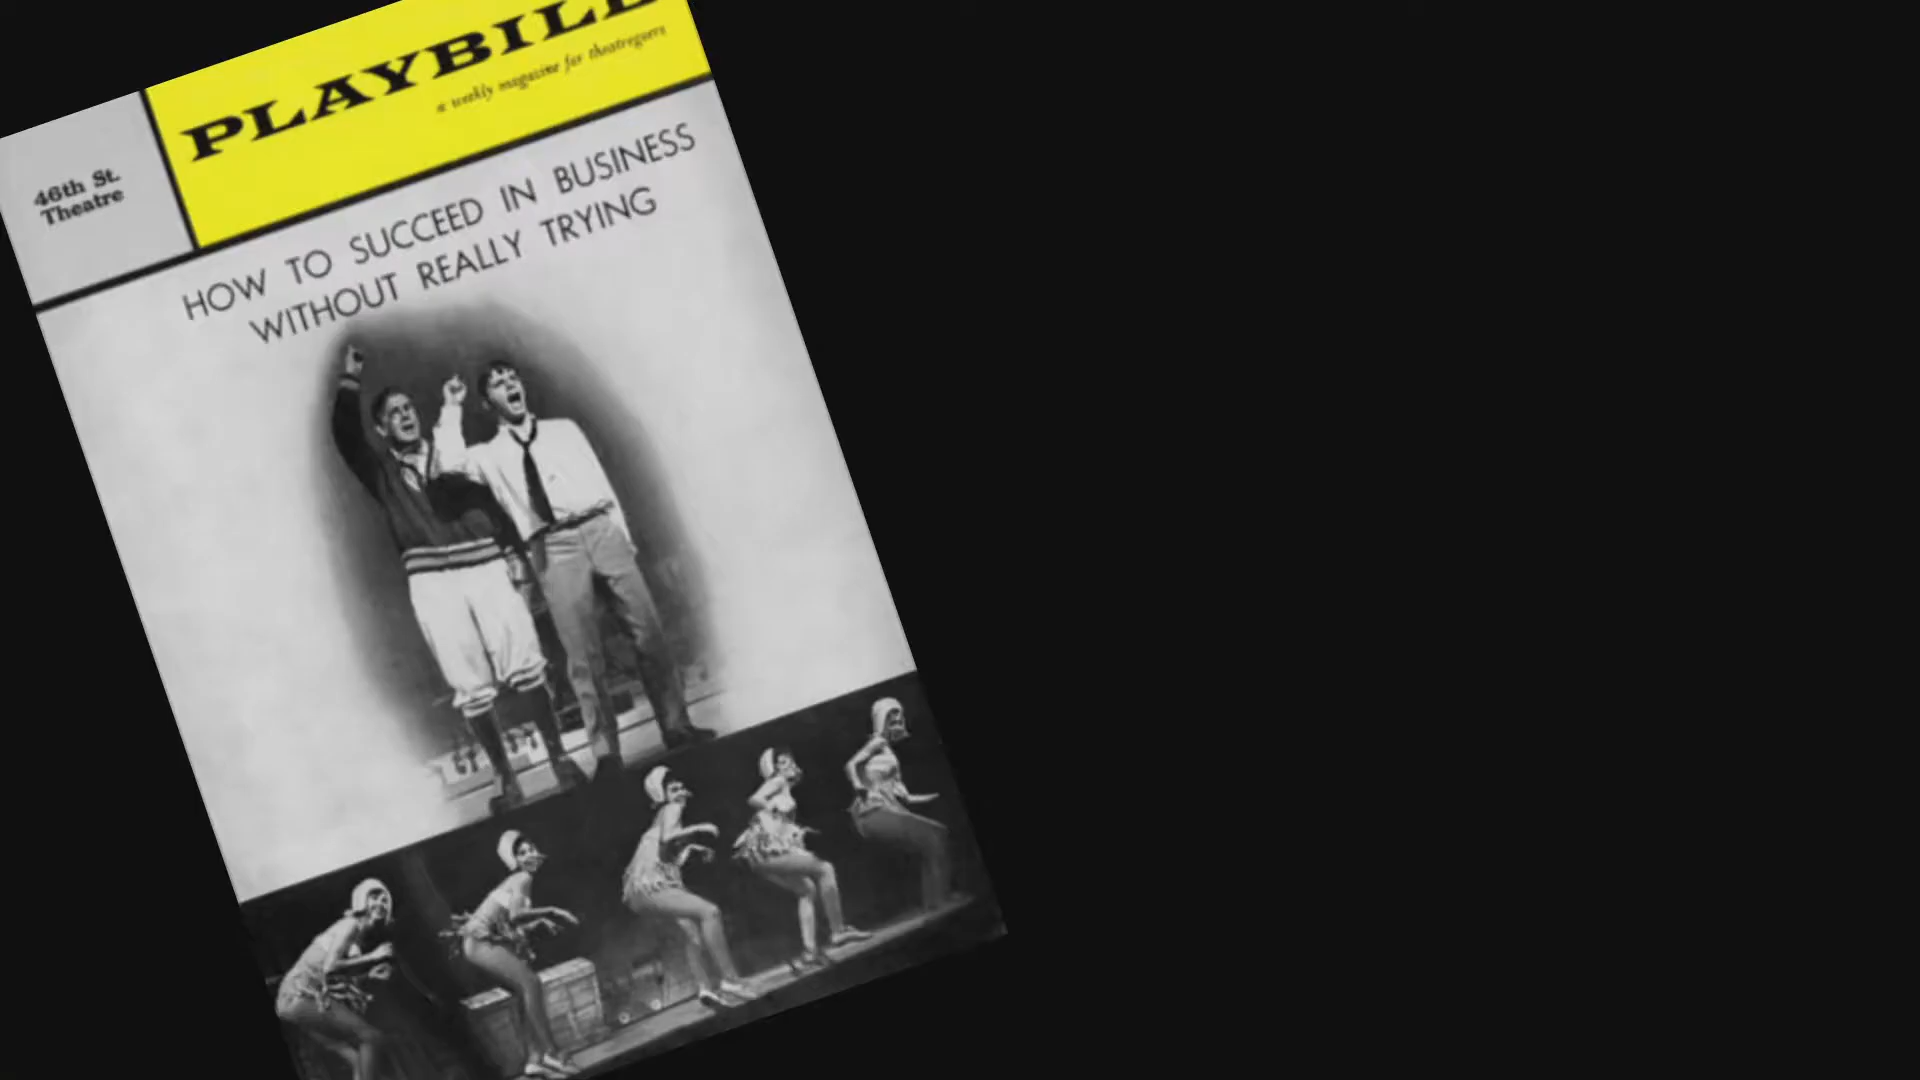 PLAYBILL
a weekly magazine for theatregoers
46th St.
Theatre
HOW TO SUCCEED IN BUSINESS
WITHOUT REALLY TRYING